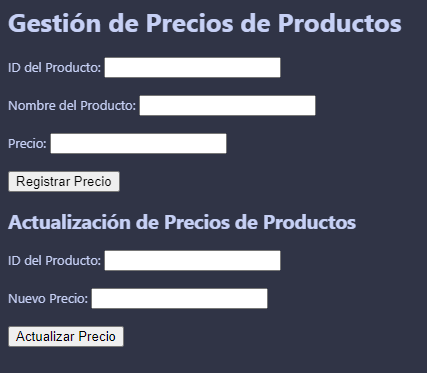 Gestión de Precios de Productos
ID del Producto:
Nombre del Producto:
Precio:
Registrar Precio
Actualización de Precios de Productos
ID del Producto:
Nuevo Precio:
Actualizar Precio